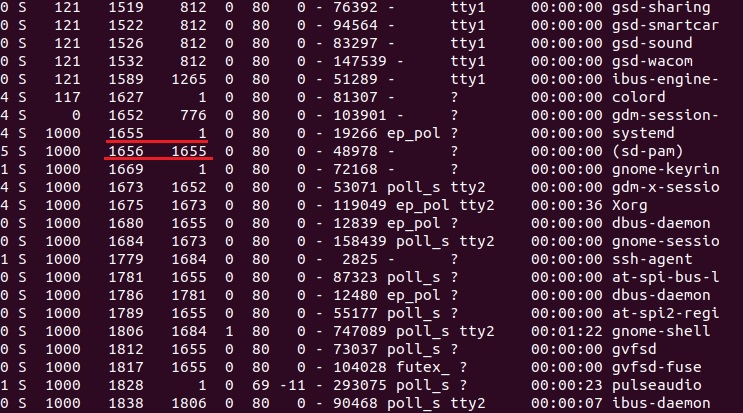 0 S 121 1519 812 0 80 0 - 76392 - tty1 00:00:00 gsd-sharing
0 S 121 1522 812 0 80 0 - 94564 - tty1 00:00:00 gsd-smartcar
0 S 121 1526 812 0 80 0 - 83297 - tty1 00:00:00 gsd-sound
0 S 121 1532 812 0 80 0 - 147539 - tty1 00:00:00 gsd-wacom
0 S 121 1589 1265 0 80 0 - 51289 - tty1 00:00:00 ibus-engine-
4 S 117 1627 1 0 80 0 - 81307 - ? 00:00:00 colord
4 S 0 1652 776 0 80 0 - 103901 - ? 00:00:00 gdm-session-
4 S 1000 1655 1 0 80 0 - 19266 ep_pol ? 00:00:00 systemd
5 S 1000 1656 1655 0 80 0 - 48978 - ? 00:00:00 (sd-pam)
1 S 1000 1669 1 0 80 0 - 72168 - ? 00:00:00 gnome-keyrin
4 S 1000 1673 1652 0 80 0 - 53071 poll_s tty2 00:00:00 gdm-x-sessio
4 S 1000 1675 1673 0 80 0 - 119049 ep_pol tty2 00:00:36 Xorg
0 S 1000 1680 1655 0 80 0 - 12839 ep_pol ? 00:00:00 dbus-daemon
0 S 1000 1684 1673 0 80 0 - 158439 poll_s tty2 00:00:00 gnome-sessio
1 S 1000 1779 1684 0 80 0 - 2825 - ? 00:00:00 ssh-agent
0 S 1000 1781 1655 0 80 0 - 87323 poll_s ? 00:00:00 at-spi-bus-l
0 S 1000 1786 1781 0 80 0 - 12480 ep_pol ? 00:00:00 dbus-daemon
0 S 1000 1789 1655 0 80 0 - 55177 poll_s ? 00:00:00 at-spi2-regi
0 S 1000 1806 1684 1 80 0 - 747089 poll_s tty2 00:01:22 gnome-shell
0 S 1000 1812 1655 0 80 0 - 73037 poll_s ? 00:00:00 gvfsd
0 S 1000 1817 1655 0 80 0 - 104028 futex_ ? 00:00:00 gvfsd-fuse
1 S 1000 1828 1 0 69 -11 - 293075 poll_s ? 00:00:23 pulseaudio
0 S 1000 1838 1806 0 80 0 - 90468 poll_s tty2 00:00:07 ibus-daemon